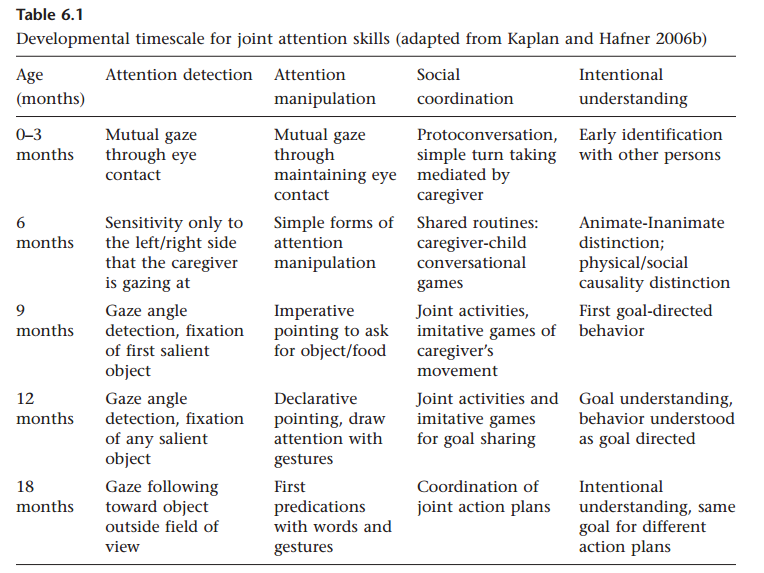 Table 6.1
Developmental timescale for joint attention skills (adapted from Kaplan and Hafner 2006b)
Age Attention detection Attention Social Intentional
(months) manipulation coordination understanding
0–3 Mutual gaze Mutual gaze Protoconversation, Early identification
months through eye through simple turn taking with other persons
contact maintaining eye mediated by
contact caregiver
6 Sensitivity only to Simple forms of Shared routines: Animate-Inanimate
months the left/right side attention caregiver-child distinction;
that the caregiver manipulation conversational physical/social
is gazing at games causality distinction
9 Gaze angle Imperative Joint activities, First goal-directed
months detection, fixation pointing to ask imitative games of behavior
of first salient for object/food caregiver's
object movement
12 Gaze angle Declarative Joint activities and Goal understanding,
months detection, fixation pointing, draw imitative games behavior understood
of any salient attention with for goal sharing as goal directed
object gestures
18 Gaze following First Coordination of Intentional
months toward object predications joint action plans understanding, same
outside field of with words and goal for different
view gestures action plans